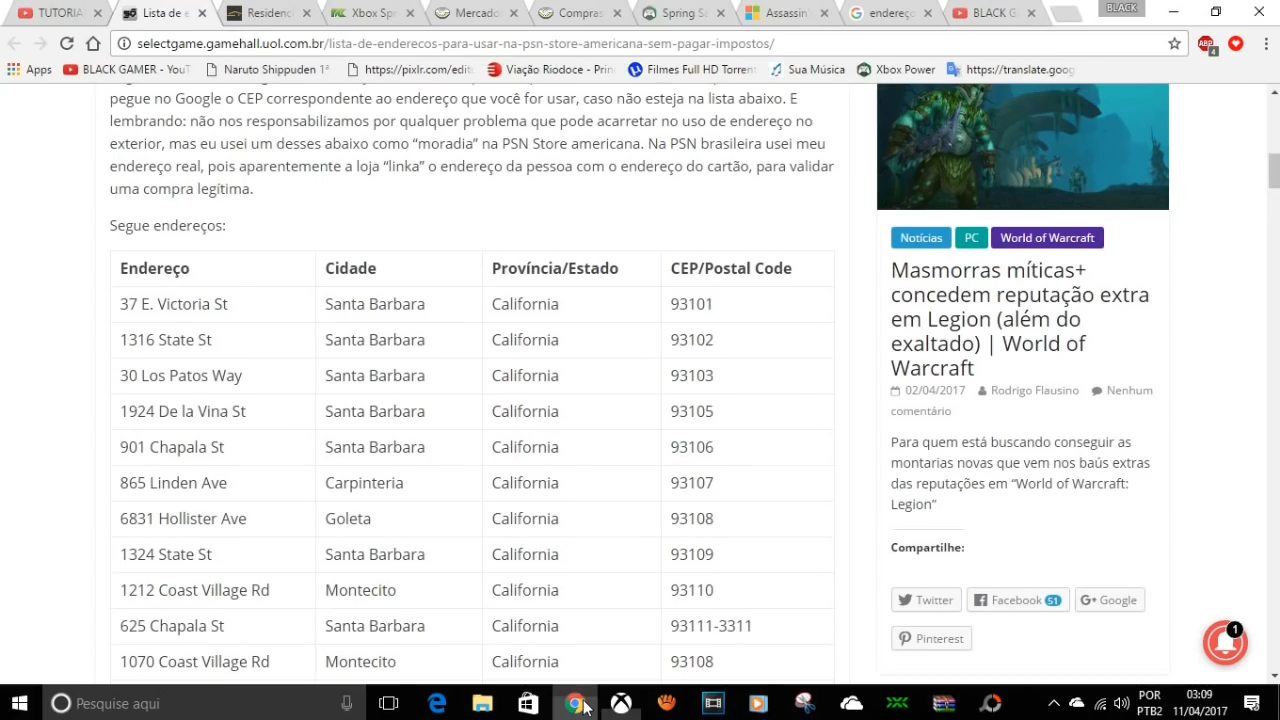 TUTORIA
Lista de e
Residenc
Xbox Spr
Mercado
Compras
Spring Sa
Assassin
endereço
BLACK G
BLACK
selectgame.gamehall.uol.com.br/lista-de-enderecos-para-usar-na-psn-store-americana-sem-pagar-impostos/
ABP
4
Apps
BLACK GAMER - YouT
Naruto Shippuden 1ª
https://pixlr.com/edito
Viação Riodoce - Prin
Filmes Full HD Torrent
Sua Música
Xbox Power
https://translate.goog
pegue no Google o CEP correspondente ao endereço que você for usar, caso não esteja na lista abaixo. E
lembrando: não nos responsabilizamos por qualquer problema que pode acarretar no uso de endereço no
exterior, mas eu usei um desses abaixo como “moradia” na PSN Store americana. Na PSN brasileira usei meu
endereço real, pois aparentemente a loja “linka” o endereço da pessoa com o endereço do cartão, para validar
uma compra legítima.
Segue endereços:
Endereço Cidade Província/Estado CEP/Postal Code
37 E. Victoria St Santa Barbara California 93101
1316 State St Santa Barbara California 93102
30 Los Patos Way Santa Barbara California 93103
1924 De la Vina St Santa Barbara California 93105
901 Chapala St Santa Barbara California 93106
865 Linden Ave Carpinteria California 93107
6831 Hollister Ave Goleta California 93108
1324 State St Santa Barbara California 93109
1212 Coast Village Rd Montecito California 93110
625 Chapala St Santa Barbara California 93111-3311
1070 Coast Village Rd Montecito California 93108
Notícias PC World of Warcraft
Masmorras míticas+
concedem reputação extra
em Legion (além do
exaltado) | World of
Warcraft
02/04/2017 Rodrigo Flausino Nenhum
comentário
Para quem está buscando conseguir as
montarias novas que vem nos baús extras
das reputações em “World of Warcraft:
Legion”
Compartilhe:
Twitter Facebook 51 G+ Google
Pinterest
1
Pesquise aqui
POR
PTB2
03:09
11/04/2017